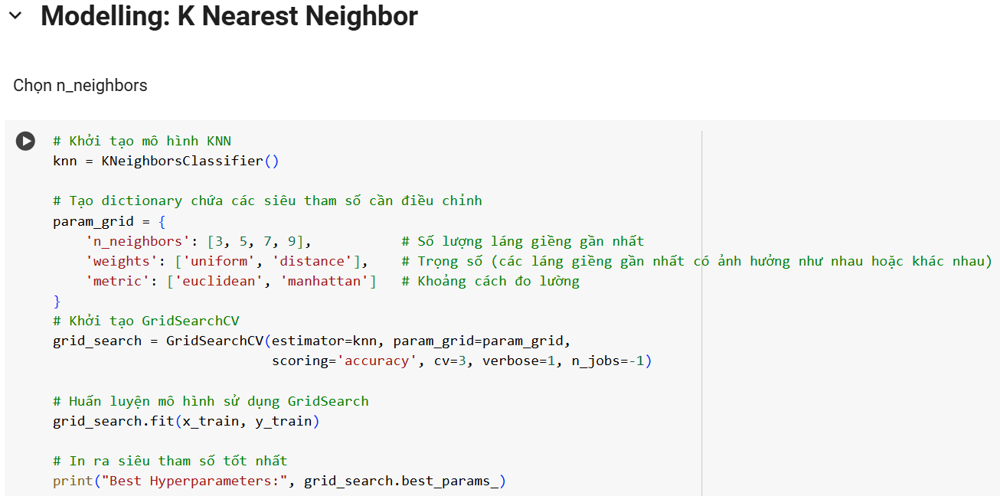 Modelling: K Nearest Neighbor
Chọn n_neighbors
# Khởi tạo mô hình KNN
knn = KNeighborsClassifier()
# Tạo dictionary chứa các siêu tham số cần điều chỉnh
param_grid = {
    'n_neighbors': [3, 5, 7, 9],           # Số lượng láng giềng gần nhất
    'weights': ['uniform', 'distance'],    # Trọng số (các láng giềng gần nhất có ảnh hưởng như nhau hoặc khác nhau)
    'metric': ['euclidean', 'manhattan']   # Khoảng cách đo lường
}
# Khởi tạo GridSearchCV
grid_search = GridSearchCV(estimator=knn, param_grid=param_grid,
                           scoring='accuracy', cv=3, verbose=1, n_jobs=-1)
# Huấn luyện mô hình sử dụng GridSearch
grid_search.fit(x_train, y_train)
# In ra siêu tham số tốt nhất
print("Best Hyperparameters:", grid_search.best_params_)